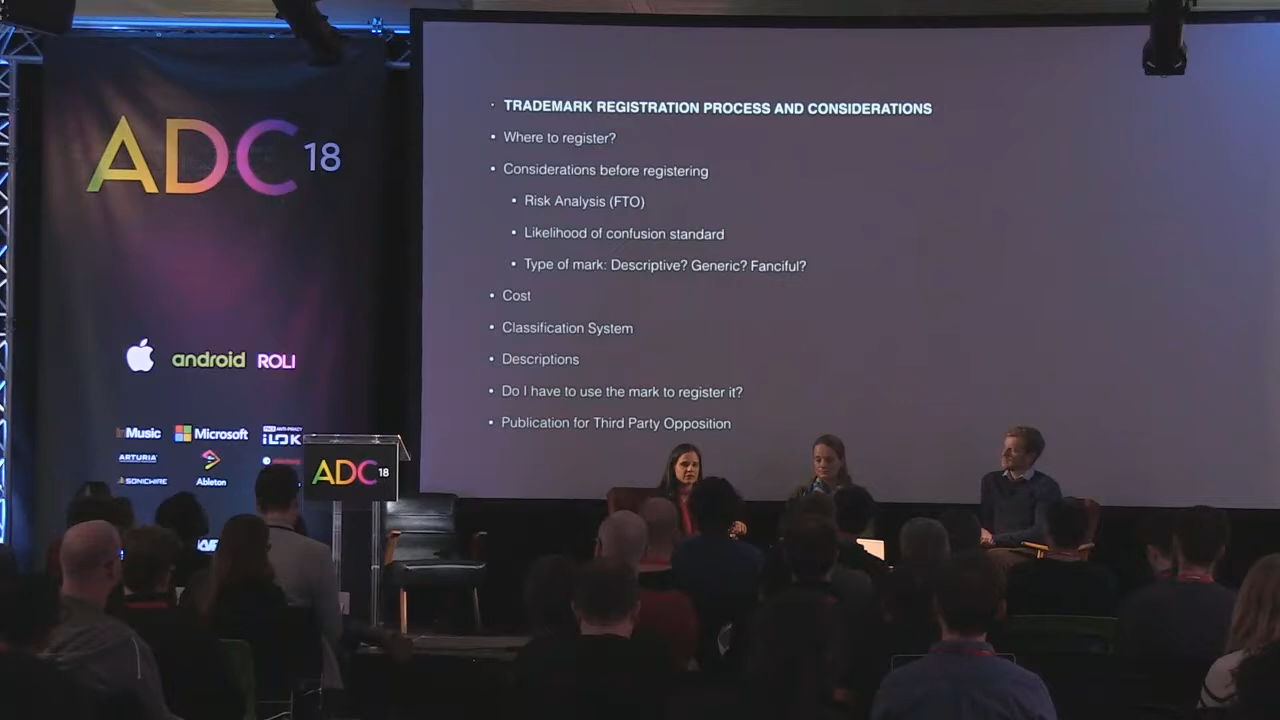 ADC 18
android ROLI
Music Microsoft iLOK
ARTURIA
SONICWIRE Ableton
ADC 18
TRADEMARK REGISTRATION PROCESS AND CONSIDERATIONS
• Where to register?
• Considerations before registering
• Risk Analysis (FTO)
• Likelihood of confusion standard
• Type of mark: Descriptive? Generic? Fanciful?
• Cost
• Classification System
• Descriptions
• Do I have to use the mark to register it?
• Publication for Third Party Opposition